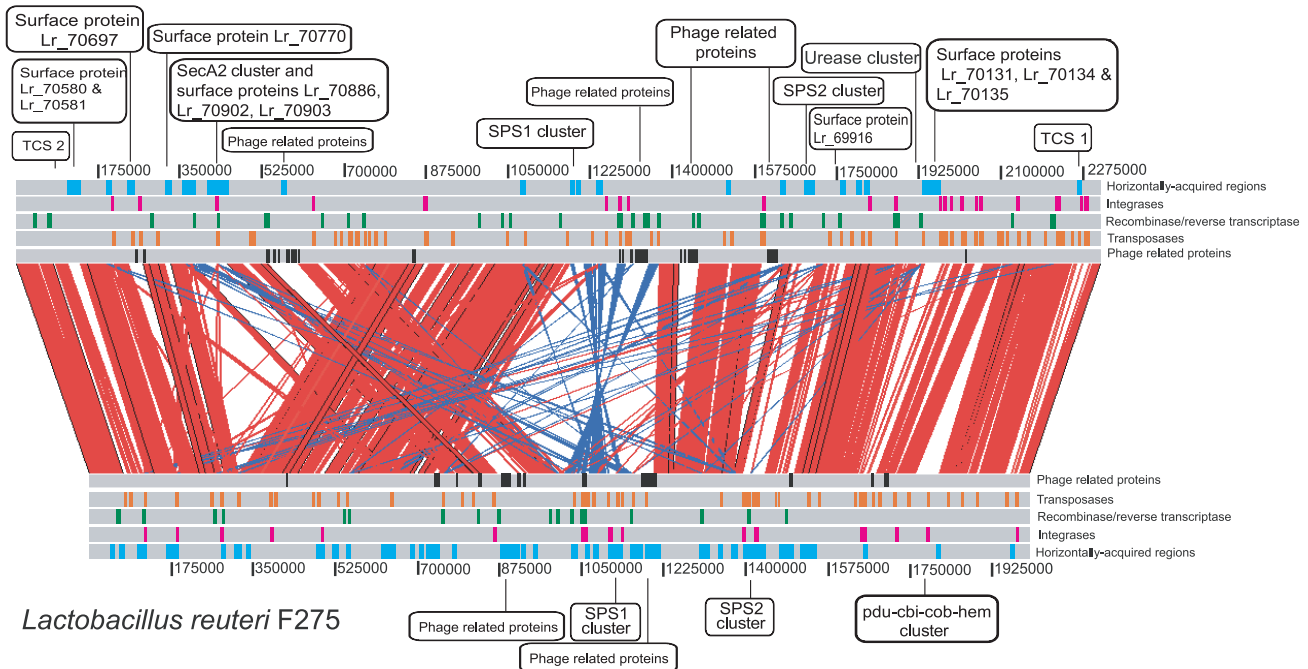 Surface protein
Lr_70697
Surface protein Lr_70770
Phage related
proteins
Urease cluster
Surface proteins
Lr_70131, Lr_70134 &
Lr_70135
Surface protein
Lr_70580 &
Lr_70581
SecA2 cluster and
surface proteins Lr_70886,
Lr_70902, Lr_70903
Phage related proteins
SPS2 cluster
Surface protein
Lr_69916
TCS 2
Phage related proteins
SPS1 cluster
TCS 1
175000
350000
525000
700000
875000
1050000
1225000
1400000
1575000
1750000
1925000
2100000
2275000
Horizontally-acquired regions
Integrases
Recombinase/reverse transcriptase
Transposases
Phage related proteins
Phage related proteins
Transposases
Recombinase/reverse transcriptase
Integrases
Horizontally-acquired regions
175000
350000
525000
700000
875000
1050000
1225000
1400000
1575000
1750000
1925000
Lactobacillus reuteri F275
Phage related proteins
SPS1
cluster
Phage related proteins
SPS2
cluster
pdu-cbi-cob-hem
cluster